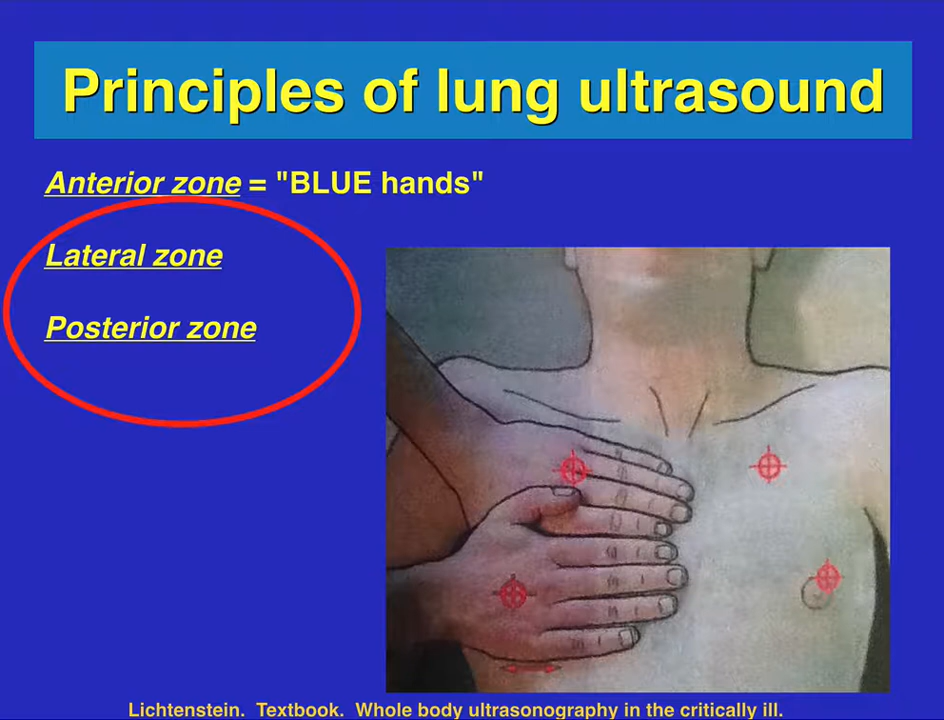 Principles of lung ultrasound
Anterior zone = "BLUE hands"
Lateral zone
Posterior zone
Lichtenstein. Textbook. Whole body ultrasonography in the critically ill.